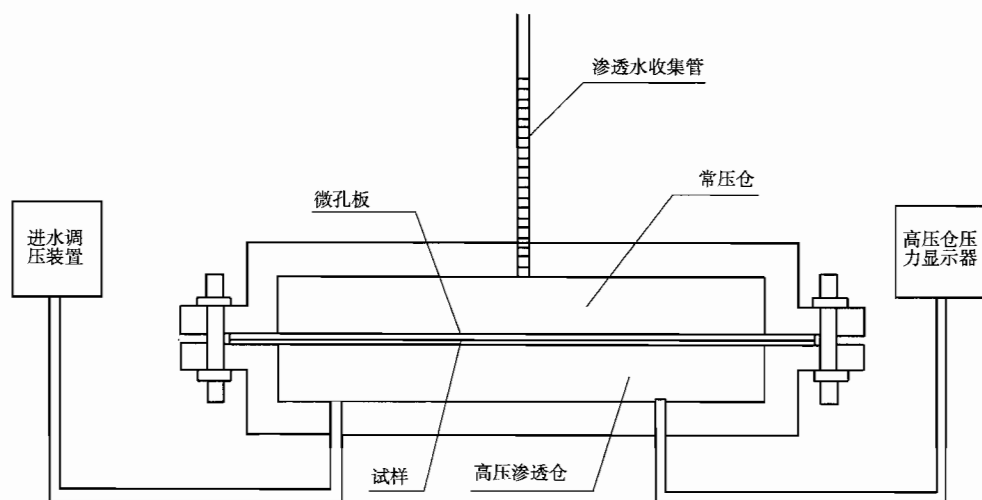 渗透水收集管
常压仓
微孔板
进水调
压装置
高压仓压
力显示器
试样
高压渗透仓